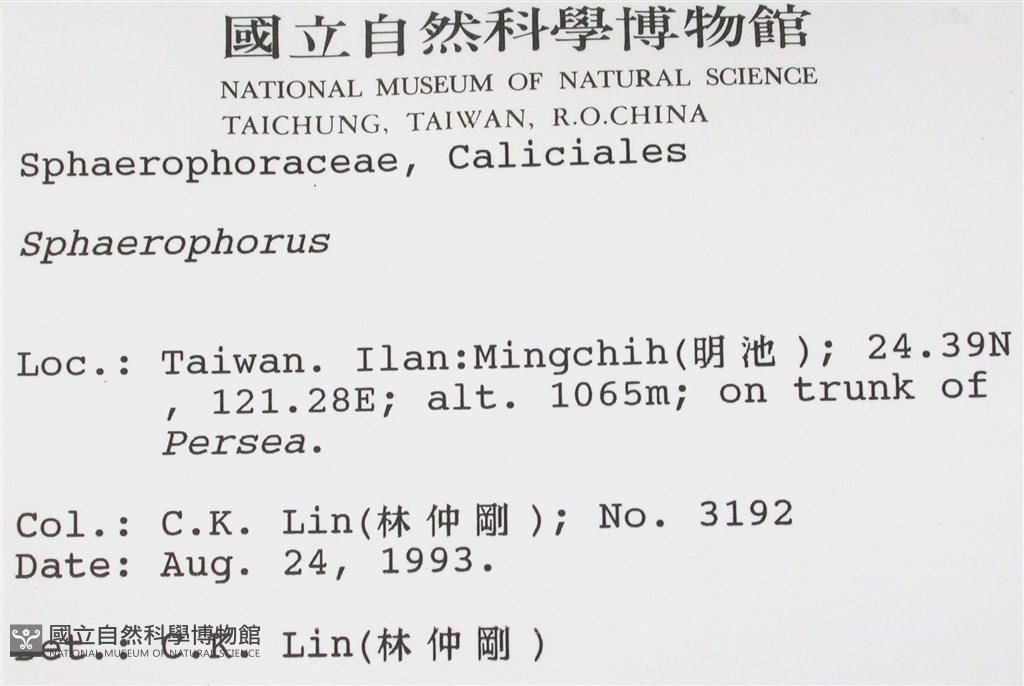 國立自然科學博物館
NATIONAL MUSEUM OF NATURAL SCIENCE
TAICHUNG, TAIWAN, R.O.CHINA
Sphaerophoraceae, Caliciales
Sphaerophorus
Loc.: Taiwan. Ilan:Mingchih(明池); 24.39N
, 121.28E; alt. 1065m; on trunk of
Persea.
Col.: C.K. Lin(林仲剛); No. 3192
Date: Aug. 24, 1993.
Det.: C.K. Lin(林仲剛)
國立自然科學博物館
NATIONAL MUSEUM OF NATURAL SCIENCE